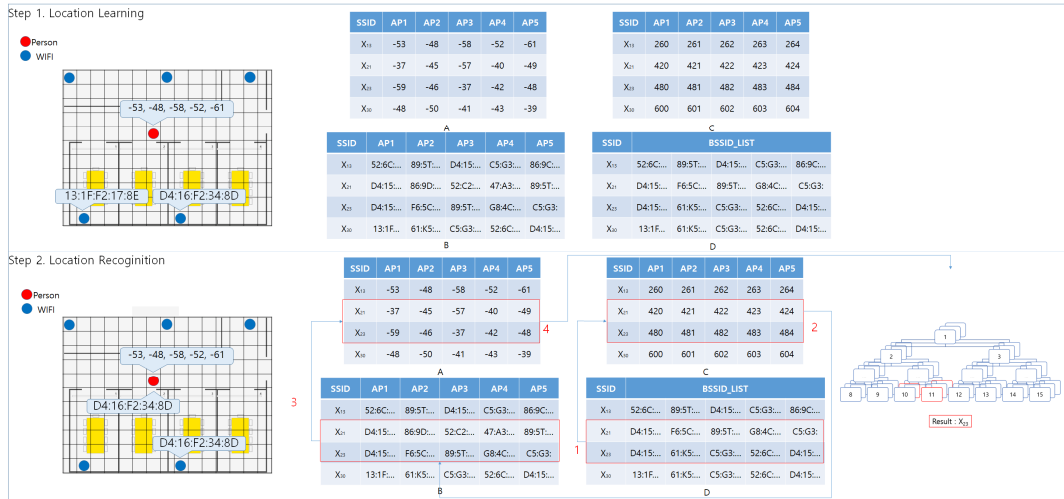 Step 1. Location Learning
Person
WIFI
-53, -48, -58, -52, -61
13:1F:F2:17:8E
D4:16:F2:34:8D
SSID AP1 AP2 AP3 AP4 AP5
X₁₃ -53 -48 -58 -52 -61
X₂₁ -37 -45 -57 -40 -49
X₂₃ -59 -46 -37 -42 -48
X₃₀ -48 -50 -41 -43 -39
A
SSID AP1 AP2 AP3 AP4 AP5
X₁₃ 260 261 262 263 264
X₂₁ 420 421 422 423 424
X₂₃ 480 481 482 483 484
X₃₀ 600 601 602 603 604
C
SSID AP1 AP2 AP3 AP4 AP5
X₁₃ 52:6C:... 89:5T:... D4:15:... C5:G3:... 86:9C:...
X₂₁ D4:15:... 86:9D:... 52:C2:... 47:A3:... 89:5T:...
X₂₃ D4:15:... F6:5C:... 89:5T:... G8:4C:... C5:G3:
X₃₀ 13:1F... 61:K5:... C5:G3:... 52:6C:... D4:15:...
B
SSID BSSID_LIST
X₁₃ 52:6C:... 89:5T:... D4:15:... C5:G3:... 86:9C:...
X₂₁ D4:15:... F6:5C:... 89:5T:... G8:4C:... C5:G3:
X₂₃ D4:15:... 61:K5:... C5:G3:... 52:6C:... D4:15:...
X₃₀ 13:1F... 61:K5:... C5:G3:... 52:6C:... D4:15:...
D
Step 2. Location Recoginition
Person
WIFI
-53, -48, -58, -52, -61
D4:16:F2:34:8D
D4:16:F2:34:8D
SSID AP1 AP2 AP3 AP4 AP5
X₁₃ -53 -48 -58 -52 -61
X₂₁ -37 -45 -57 -40 -49
X₂₃ -59 -46 -37 -42 -48
X₃₀ -48 -50 -41 -43 -39
A
4
SSID AP1 AP2 AP3 AP4 AP5
X₁₃ 260 261 262 263 264
X₂₁ 420 421 422 423 424
X₂₃ 480 481 482 483 484
X₃₀ 600 601 602 603 604
C
2
3
SSID AP1 AP2 AP3 AP4 AP5
X₁₃ 52:6C:... 89:5T:... D4:15:... C5:G3:... 86:9C:...
X₂₁ D4:15:... 86:9D:... 52:C2:... 47:A3:... 89:5T:...
X₂₃ D4:15:... F6:5C:... 89:5T:... G8:4C:... C5:G3:
X₃₀ 13:1F... 61:K5:... C5:G3:... 52:6C:... D4:15:...
B
1
SSID BSSID_LIST
X₁₃ 52:6C:... 89:5T:... D4:15:... C5:G3:... 86:9C:...
X₂₁ D4:15:... F6:5C:... 89:5T:... G8:4C:... C5:G3:
X₂₃ D4:15:... 61:K5:... C5:G3:... 52:6C:... D4:15:...
X₃₀ 13:1F... 61:K5:... C5:G3:... 52:6C:... D4:15:...
D
1
2 3
8 9 10 11 12 13 14 15
Result : X₂₃